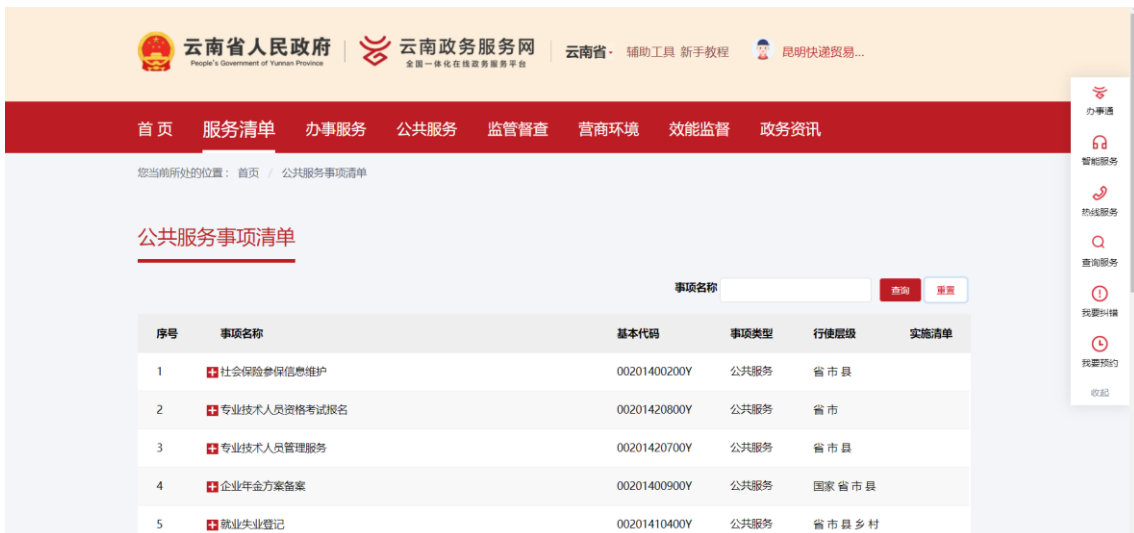 云南省人民政府
People's Government of Yunnan Province
云南政务服务网
全国一体化在线政务服务平台
云南省 辅助工具 新手教程 昆明快递贸易...
首页 服务清单 办事服务 公共服务 监管督查 营商环境 效能监督 政务资讯
您当前所处的位置： 首页 / 公共服务事项清单
公共服务事项清单
事项名称 查询 重置
序号 事项名称 基本代码 事项类型 行使层级 实施清单
1 社会保险参保信息维护 00201400200Y 公共服务 省 市 县
2 专业技术人员资格考试报名 00201420800Y 公共服务 省 市
3 专业技术人员管理服务 00201420700Y 公共服务 省 市 县
4 企业年金方案备案 00201400900Y 公共服务 国家 省 市 县
5 就业失业登记 00201410400Y 公共服务 省 市 县 乡 村
办事通
智能服务
热线服务
查询服务
我要纠错
我要预约
收起